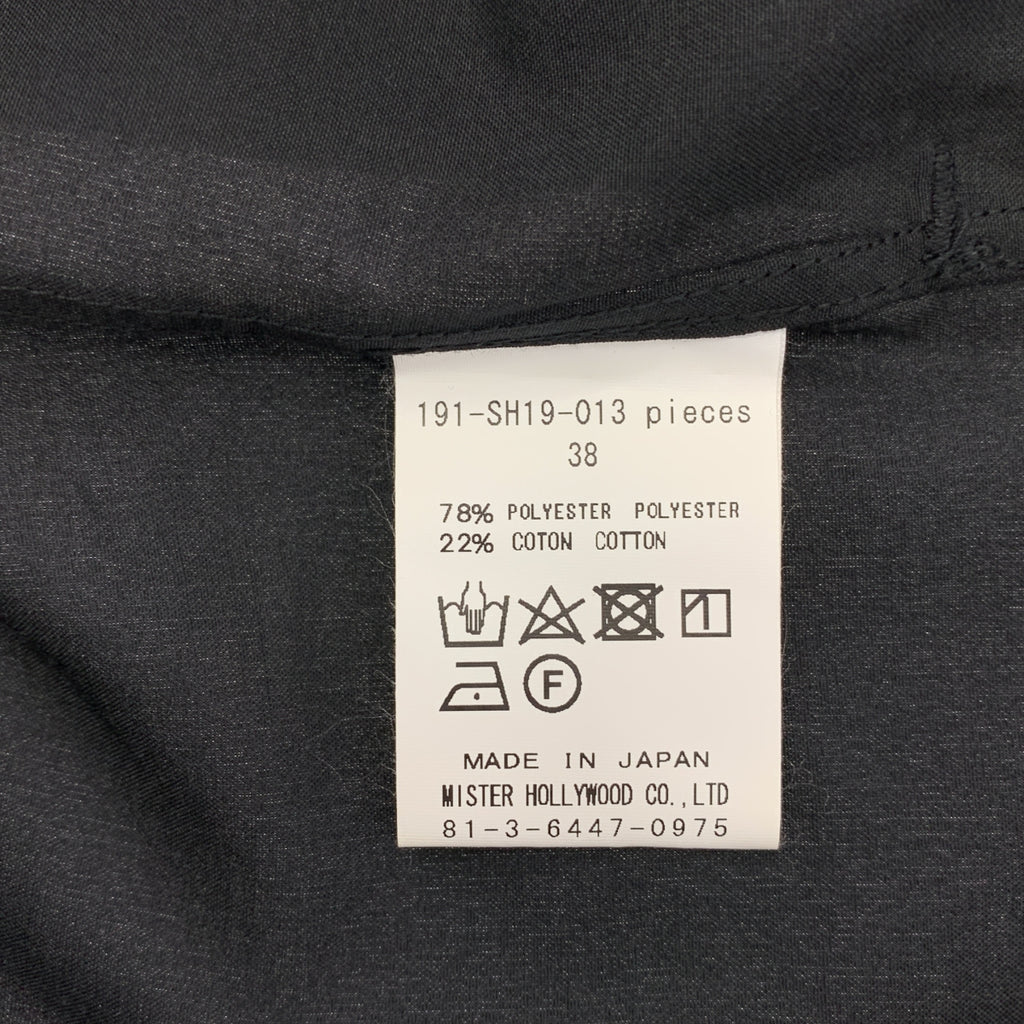 191-SH19-013 pieces
38
78% POLYESTER POLYESTER
22% COTON COTTON
F
MADE IN JAPAN
MISTER HOLLYWOOD CO.,LTD
81-3-6447-0975